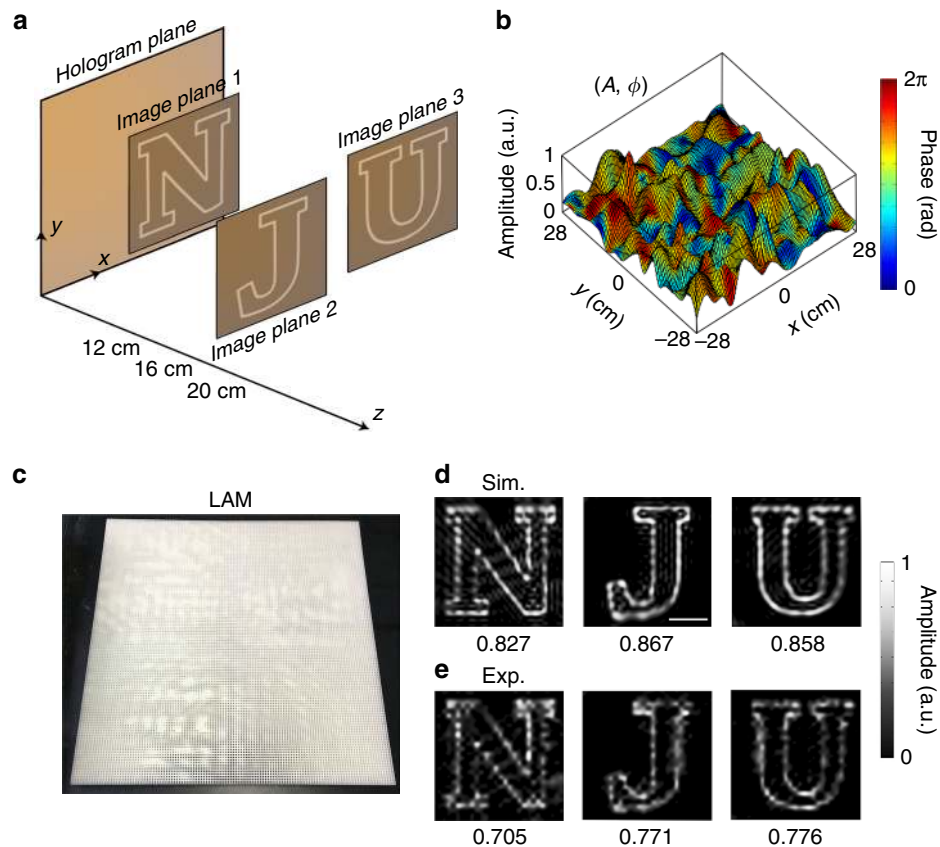 a
Hologram plane
Image plane 1
N
Image plane 3
U
J
Image plane 2
y
x
12 cm
16 cm
20 cm
z
b
(A, ϕ)
Amplitude (a.u.)
1
0.5
0
28
0
−28
y (cm)
−28
0
28
x (cm)
2π
Phase (rad)
0
c
LAM
d
Sim.
N J U
0.827 0.867 0.858
e
Exp.
N J U
0.705 0.771 0.776
1
Amplitude (a.u.)
0